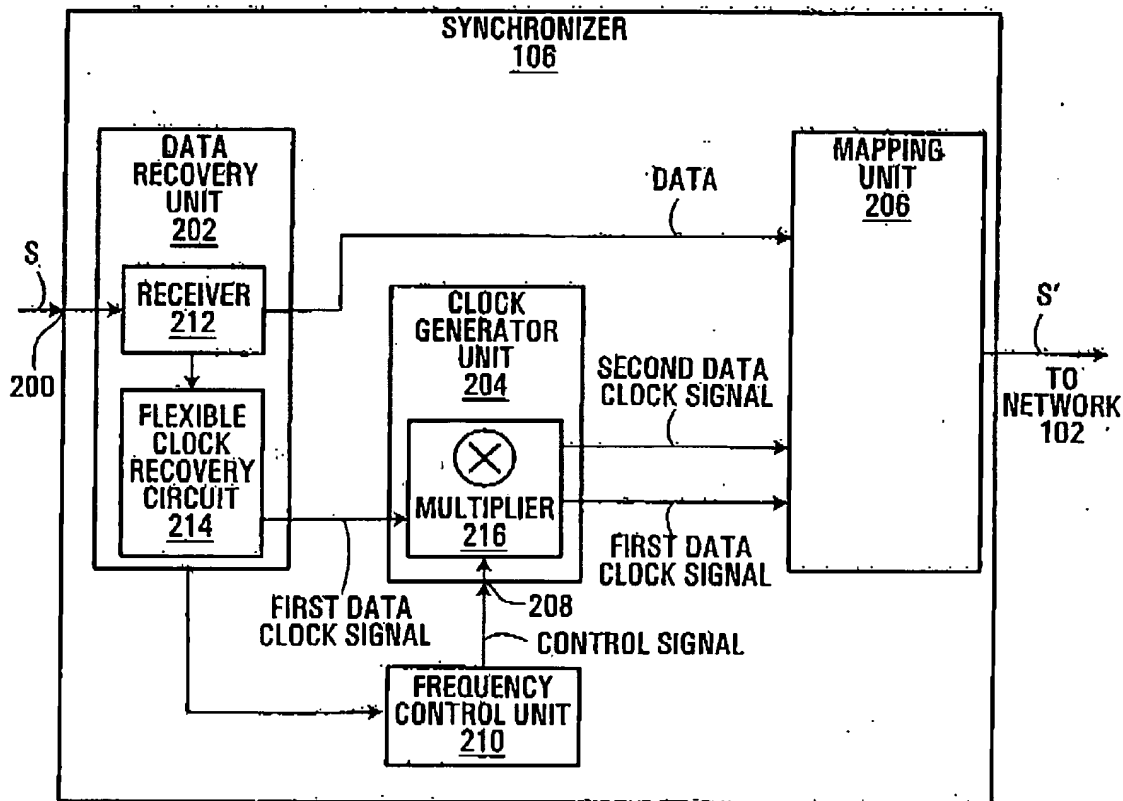 SYNCHRONIZER
106
DATA
RECOVERY
UNIT
202
S
200
RECEIVER
212
FLEXIBLE
CLOCK
RECOVERY
CIRCUIT
214
DATA
CLOCK
GENERATOR
UNIT
204
MULTIPLIER
216
SECOND DATA
CLOCK SIGNAL
FIRST DATA
CLOCK SIGNAL
FIRST DATA
CLOCK SIGNAL
208
CONTROL SIGNAL
FREQUENCY
CONTROL UNIT
210
MAPPING
UNIT
206
S'
TO
NETWORK
102